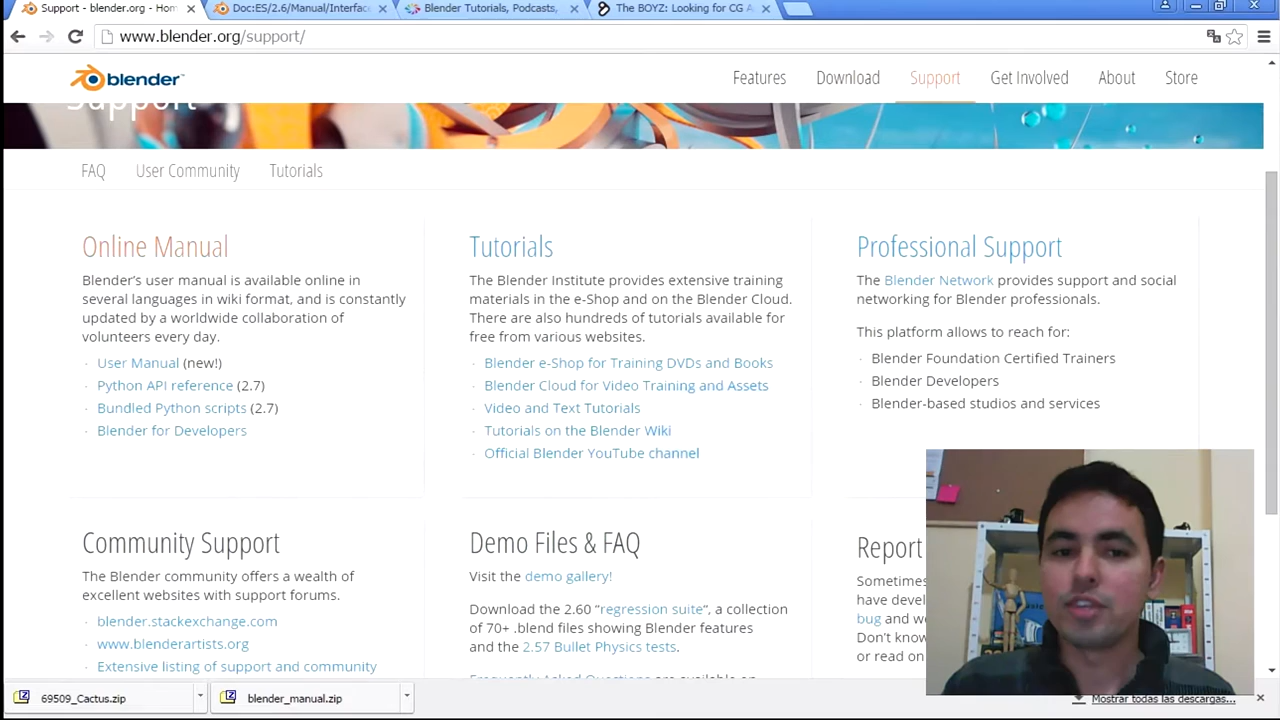 Support - blender.org - Hom
Doc:ES/2.6/Manual/Interfac
Blender Tutorials, Podcasts,
The BOYZ: Looking for CG A
www.blender.org/support/
blender
Features
Download
Support
Get Involved
About
Store
Support
FAQ
User Community
Tutorials
Online Manual
Blender's user manual is available online in
several languages in wiki format, and is constantly
updated by a worldwide collaboration of
volunteers every day.
User Manual (new!)
Python API reference (2.7)
Bundled Python scripts (2.7)
Blender for Developers
Tutorials
The Blender Institute provides extensive training
materials in the e-Shop and on the Blender Cloud.
There are also hundreds of tutorials available for
free from various websites.
Blender e-Shop for Training DVDs and Books
Blender Cloud for Video Training and Assets
Video and Text Tutorials
Tutorials on the Blender Wiki
Official Blender YouTube channel
Professional Support
The Blender Network provides support and social
networking for Blender professionals.
This platform allows to reach for:
Blender Foundation Certified Trainers
Blender Developers
Blender-based studios and services
Community Support
The Blender community offers a wealth of
excellent websites with support forums.
blender.stackexchange.com
www.blenderartists.org
Extensive listing of support and community
Demo Files & FAQ
Visit the demo gallery!
Download the 2.60 "regression suite", a collection
of 70+ .blend files showing Blender features
and the 2.57 Bullet Physics tests.
Frequently Asked Questions are available on
Report
Sometimes
have devel
bug and we
Don't know
or read on
69509_Cactus.zip
blender_manual.zip
Mostrar todas las descargas...